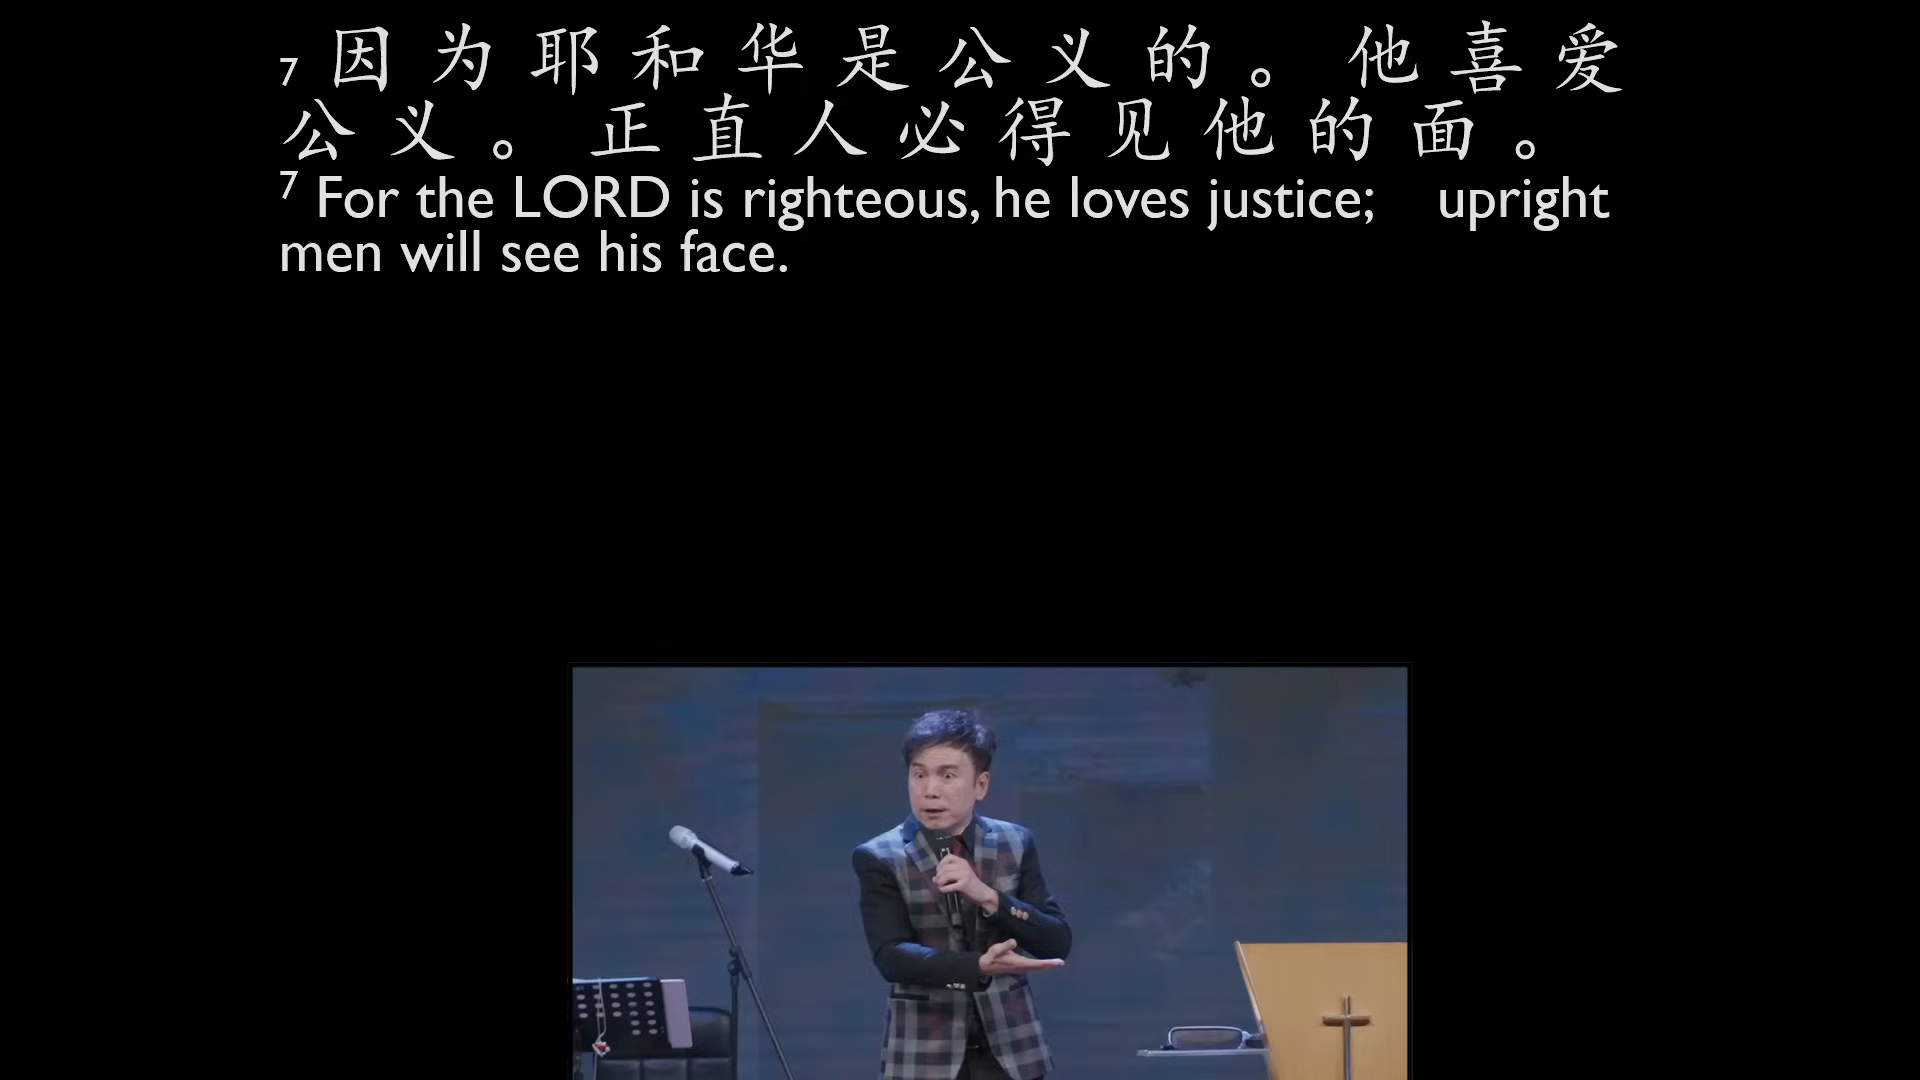 7 因为耶和华是公义的。他喜爱
公义。正直人必得见他的面。
7 For the LORD is righteous, he loves justice; upright
men will see his face.